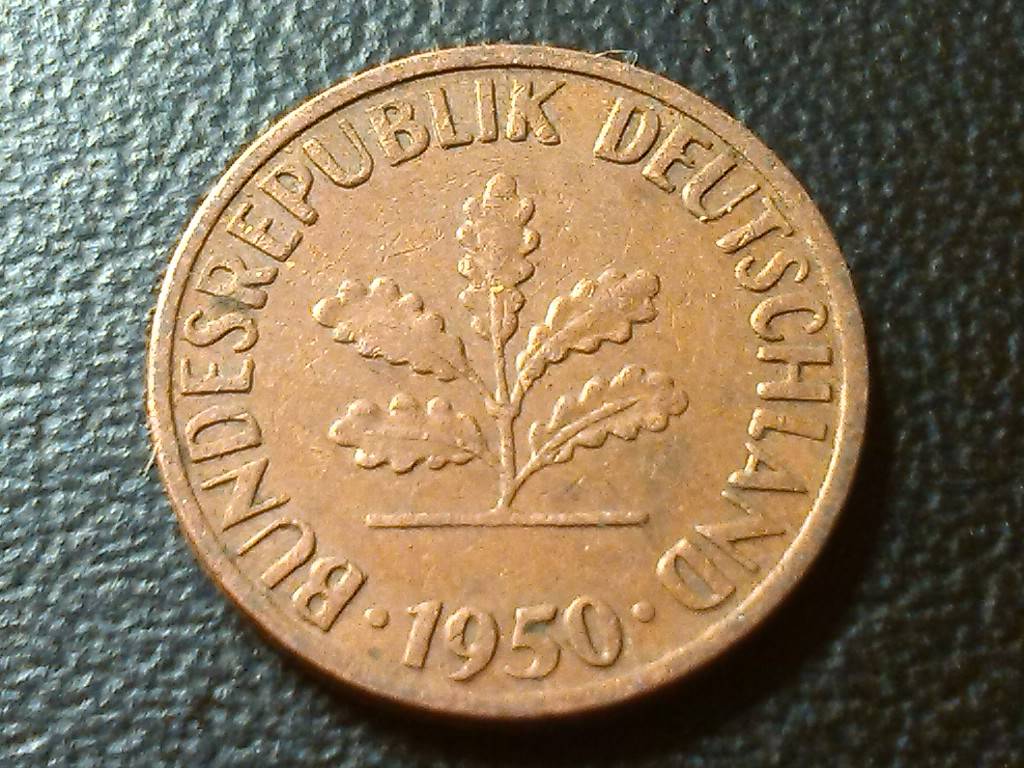 BUNDESREPUBLIK DEUTSCHLAND
· 1950 ·